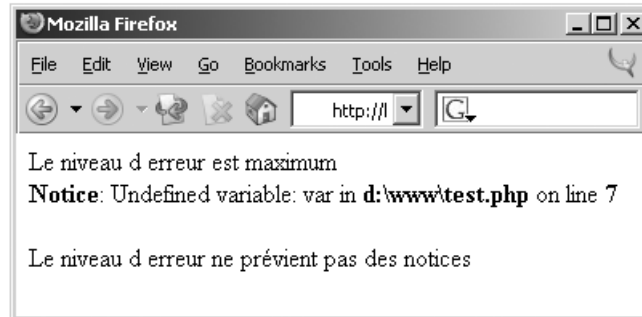 Mozilla Firefox
File Edit View Go Bookmarks Tools Help
http://l G
Le niveau d erreur est maximum
Notice: Undefined variable: var in d:\www\test.php on line 7
Le niveau d erreur ne prévient pas des notices